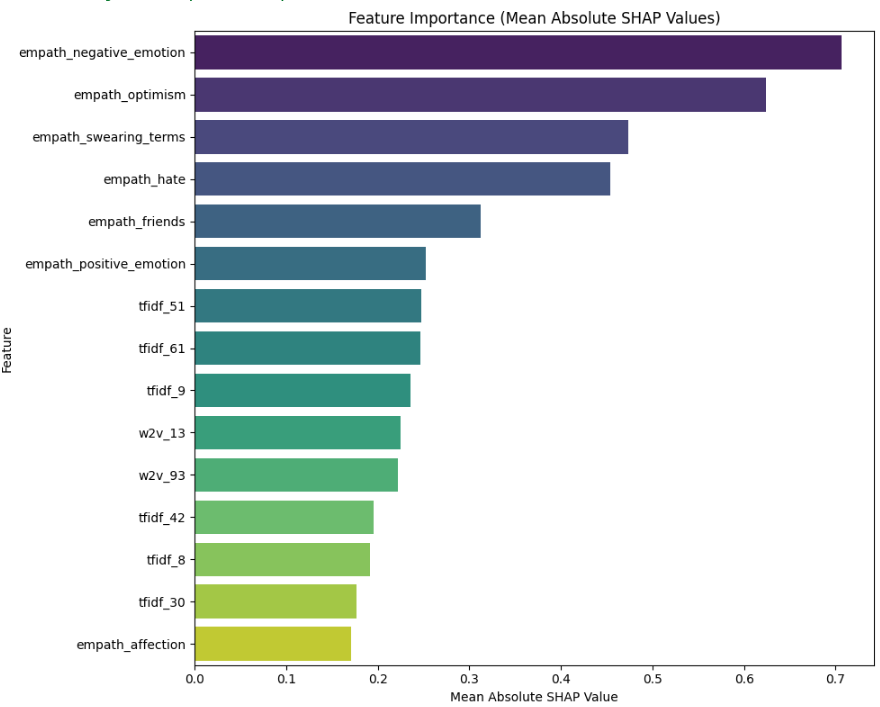 Feature Importance (Mean Absolute SHAP Values)
empath_negative_emotion
empath_optimism
empath_swearing_terms
empath_hate
empath_friends
empath_positive_emotion
tfidf_51
tfidf_61
tfidf_9
w2v_13
w2v_93
tfidf_42
tfidf_8
tfidf_30
empath_affection
Feature
0.0 0.1 0.2 0.3 0.4 0.5 0.6 0.7
Mean Absolute SHAP Value